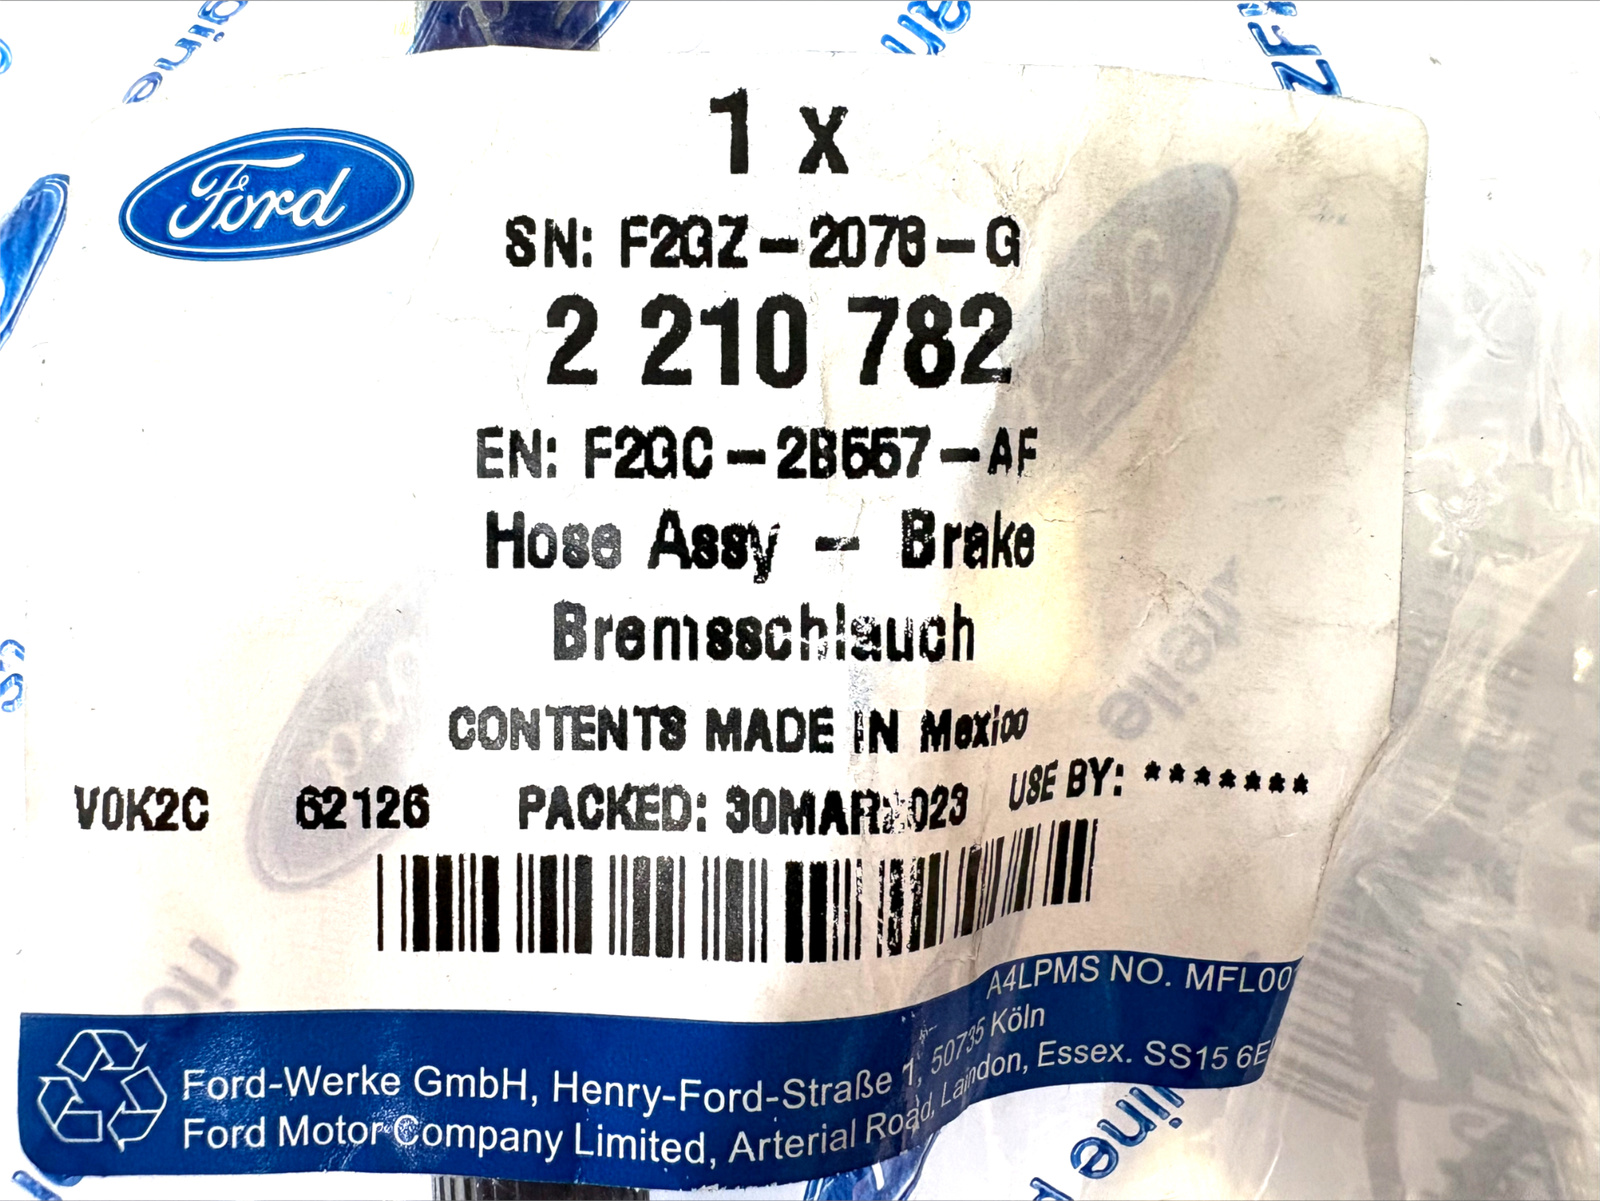 Ford
1 x
SN: F2GZ-2078-G
2 210 782
EN: F2GC-2B557-AF
Hose Assy - Brake
Bremsschlauch
CONTENTS MADE IN Mexico
V0K2C 62126 PACKED: 30MAR2023 USE BY: *******
A4LPMS NO. MFL00
Ford-Werke GmbH, Henry-Ford-Straße 1, 50735 Köln
Ford Motor Company Limited, Arterial Road, Laindon, Essex. SS15 6E